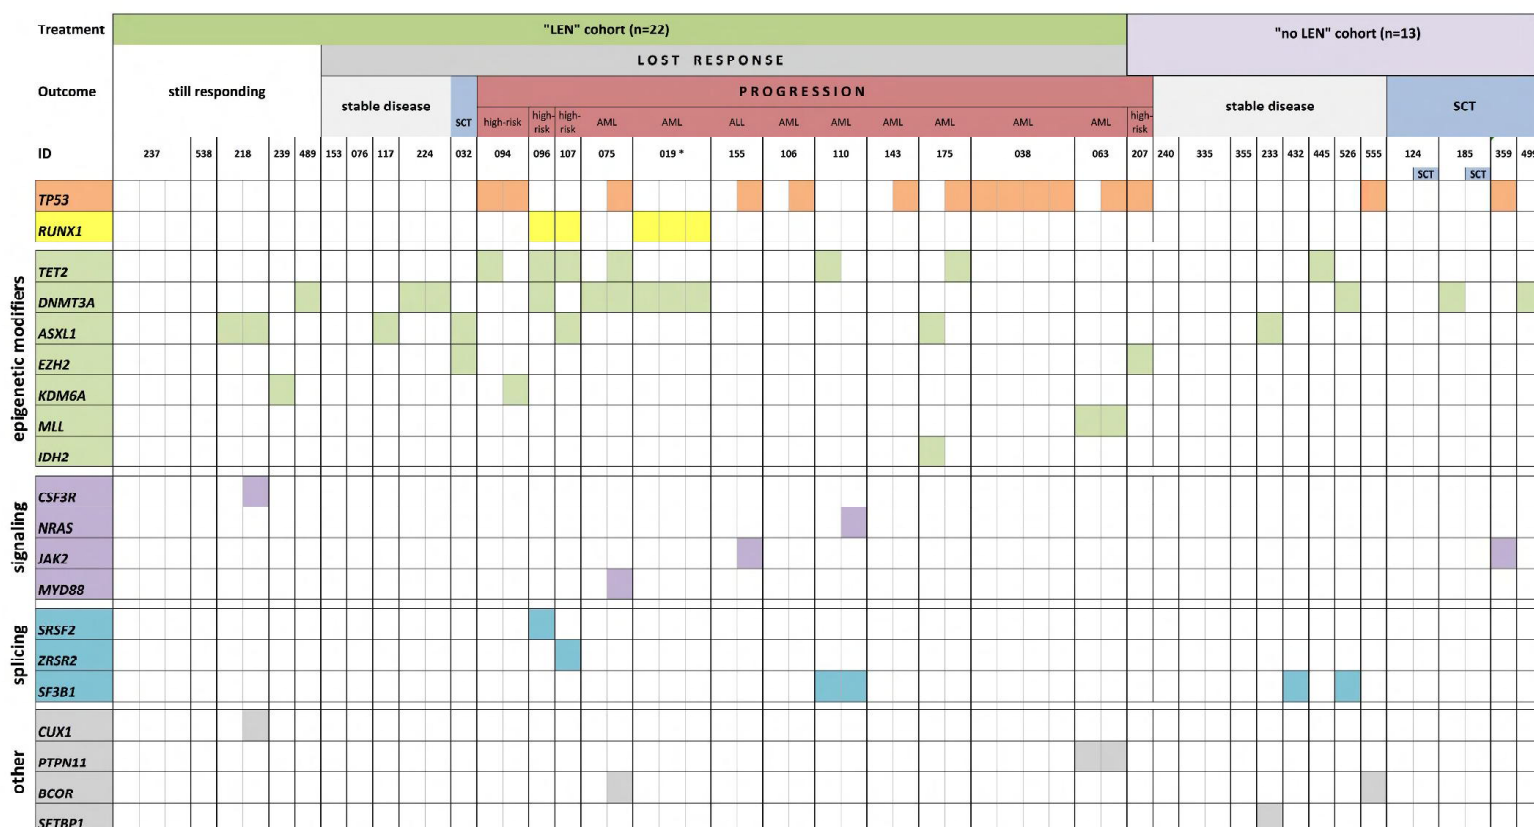 Treatment "LEN" cohort (n=22) "no LEN" cohort (n=13)
LOST RESPONSE
Outcome still responding stable disease SCT PROGRESSION stable disease SCT
high-risk high-risk high-risk AML AML ALL AML AML AML AML AML AML high-risk
ID 237 538 218 239 489 153 076 117 224 032 094 096 107 075 019 * 155 106 110 143 175 038 063 207 240 335 355 233 432 445 526 555 124 185 359 499
SCT SCT
TP53
RUNX1
epigenetic modifiers
TET2
DNMT3A
ASXL1
EZH2
KDM6A
MLL
IDH2
signaling
CSF3R
NRAS
JAK2
MYD88
splicing
SRSF2
ZRSR2
SF3B1
other
CUX1
PTPN11
BCOR
SETBP1